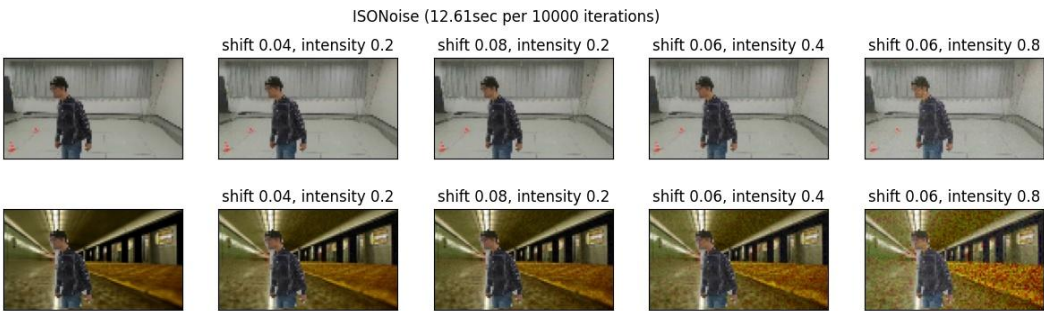 ISONoise (12.61sec per 10000 iterations)
shift 0.04, intensity 0.2
shift 0.08, intensity 0.2
shift 0.06, intensity 0.4
shift 0.06, intensity 0.8
shift 0.04, intensity 0.2
shift 0.08, intensity 0.2
shift 0.06, intensity 0.4
shift 0.06, intensity 0.8